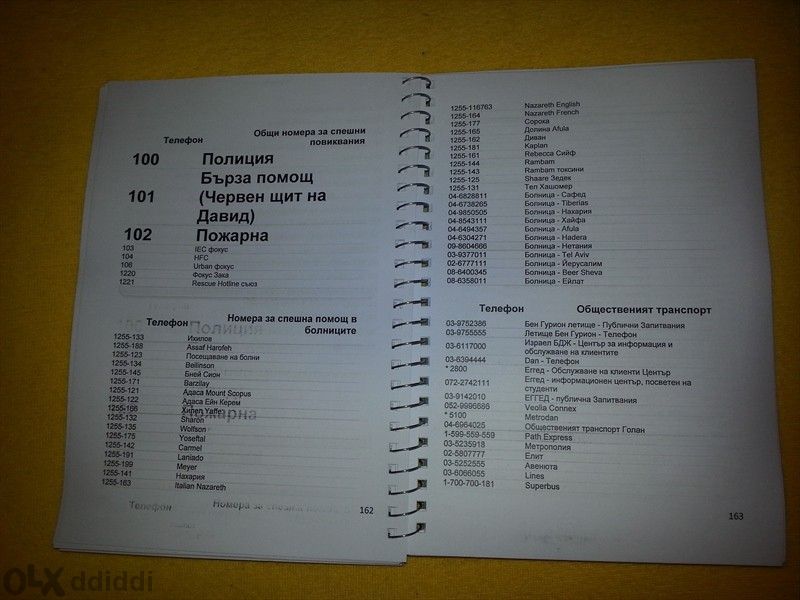 Телефон Общи номера за спешни
повиквания
100 Полиция
Бърза помощ
101 (Червен щит на
Давид)
102 Пожарна
103 IEC фокус
104 HFC
106 Urban фокус
1220 Фокус Зака
1221 Rescue Hotline съюз
Телефон Номера за спешна помощ в
болниците
1255-133 Ихилов
1255-188 Assaf Harofeh
1255-123 Посещаване на болни
1255-134 Beilinson
1255-145 Бней Сион
1255-171 Barzilay
1255-121 Адаса Mount Scopus
1255-122 Адаса Ейн Керем
1255-166 Хилел Yaffe
1255-132 Sharon
1255-135 Wolfson
1255-175 Yoseftal
1255-142 Carmel
1255-191 Laniado
1255-199 Meyer
1255-141 Нахария
1255-163 Italian Nazareth
162
1255-116763 Nazareth English
1255-164 Nazareth French
1255-177 Сорока
1255-165 Долина Afula
1255-162 Диван
1255-181 Kaplan
1255-161 Rebecca Сийф
1255-144 Rambam
1255-143 Rambam токсини
1255-125 Shaare Зедек
1255-131 Тел Хашомер
04-6828811 Болница - Сафед
04-6738265 Болница - Tiberias
04-9850505 Болница - Нахария
04-8543111 Болница - Хайфа
04-6494357 Болница - Afula
04-6304271 Болница - Hadera
09-8604666 Болница - Нетания
03-9377011 Болница - Tel Aviv
02-6777111 Болница - Йерусалим
08-6400345 Болница - Beer Sheva
08-6358011 Болница - Ейлат
Телефон Общественият транспорт
03-9752386 Бен Гурион летище - Публични Запитвания
03-9755555 Летище Бен Гурион - Телефон
03-6117000 Израел БДЖ - Център за информация и
обслужване на клиентите
03-6394444 Dan - Телефон
* 2800 Еггед - Обслужване на клиенти Център
072-2742111 Еггед - информационен център, посветен на
студенти
03-9142010 ЕГГЕД - публична Запитвания
052-9996686 Veolia Connex
* 5100 Metrodan
04-6964025 Общественият транспорт Голан
1-599-559-559 Path Express
03-5235918 Метрополия
02-5807777 Елит
03-5252555 Авенюта
03-6066055 Lines
1-700-700-181 Superbus
163
OLX ddiddi